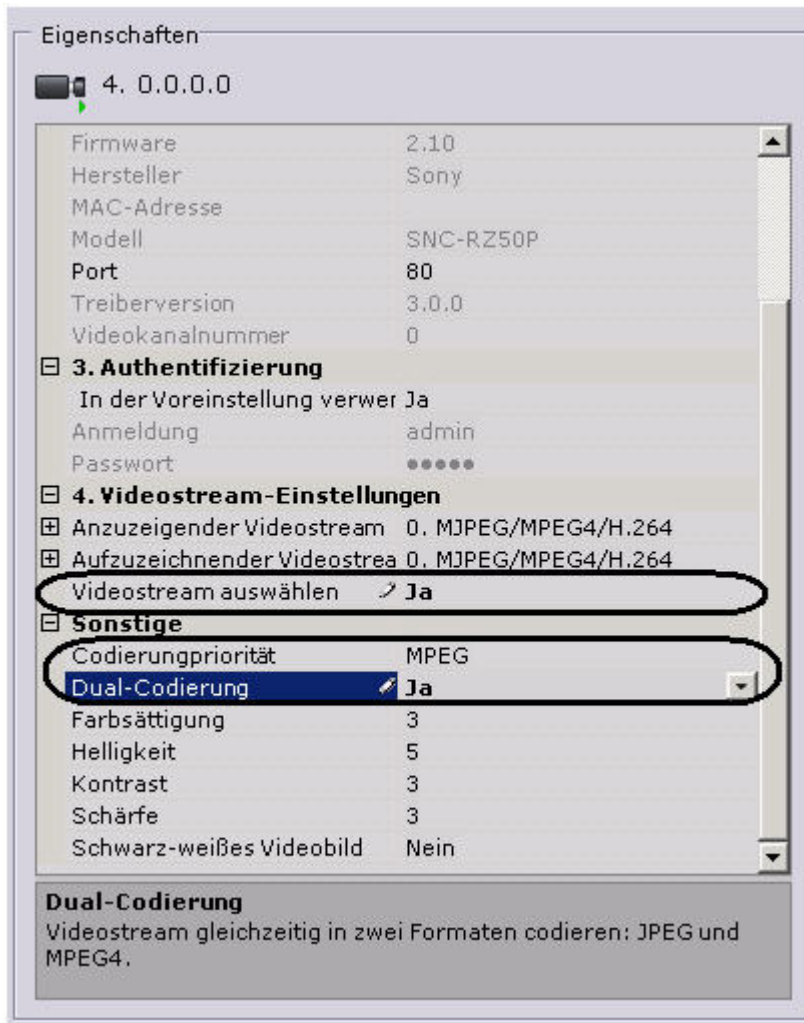 Eigenschaften
4. 0.0.0.0
Firmware 2.10
Hersteller Sony
MAC-Adresse
Modell SNC-RZ50P
Port 80
Treiberversion 3.0.0
Videokanalnummer 0
3. Authentifizierung
In der Voreinstellung verwer Ja
Anmeldung admin
Passwort •••••
4. Videostream-Einstellungen
Anzuzeigender Videostream 0. MJPEG/MPEG4/H.264
Aufzuzeichnender Videostrea 0. MJPEG/MPEG4/H.264
Videostream auswählen Ja
Sonstige
Codierungpriorität MPEG
Dual-Codierung Ja
Farbsättigung 3
Helligkeit 5
Kontrast 3
Schärfe 3
Schwarz-weißes Videobild Nein
Dual-Codierung
Videostream gleichzeitig in zwei Formaten codieren: JPEG und
MPEG4.